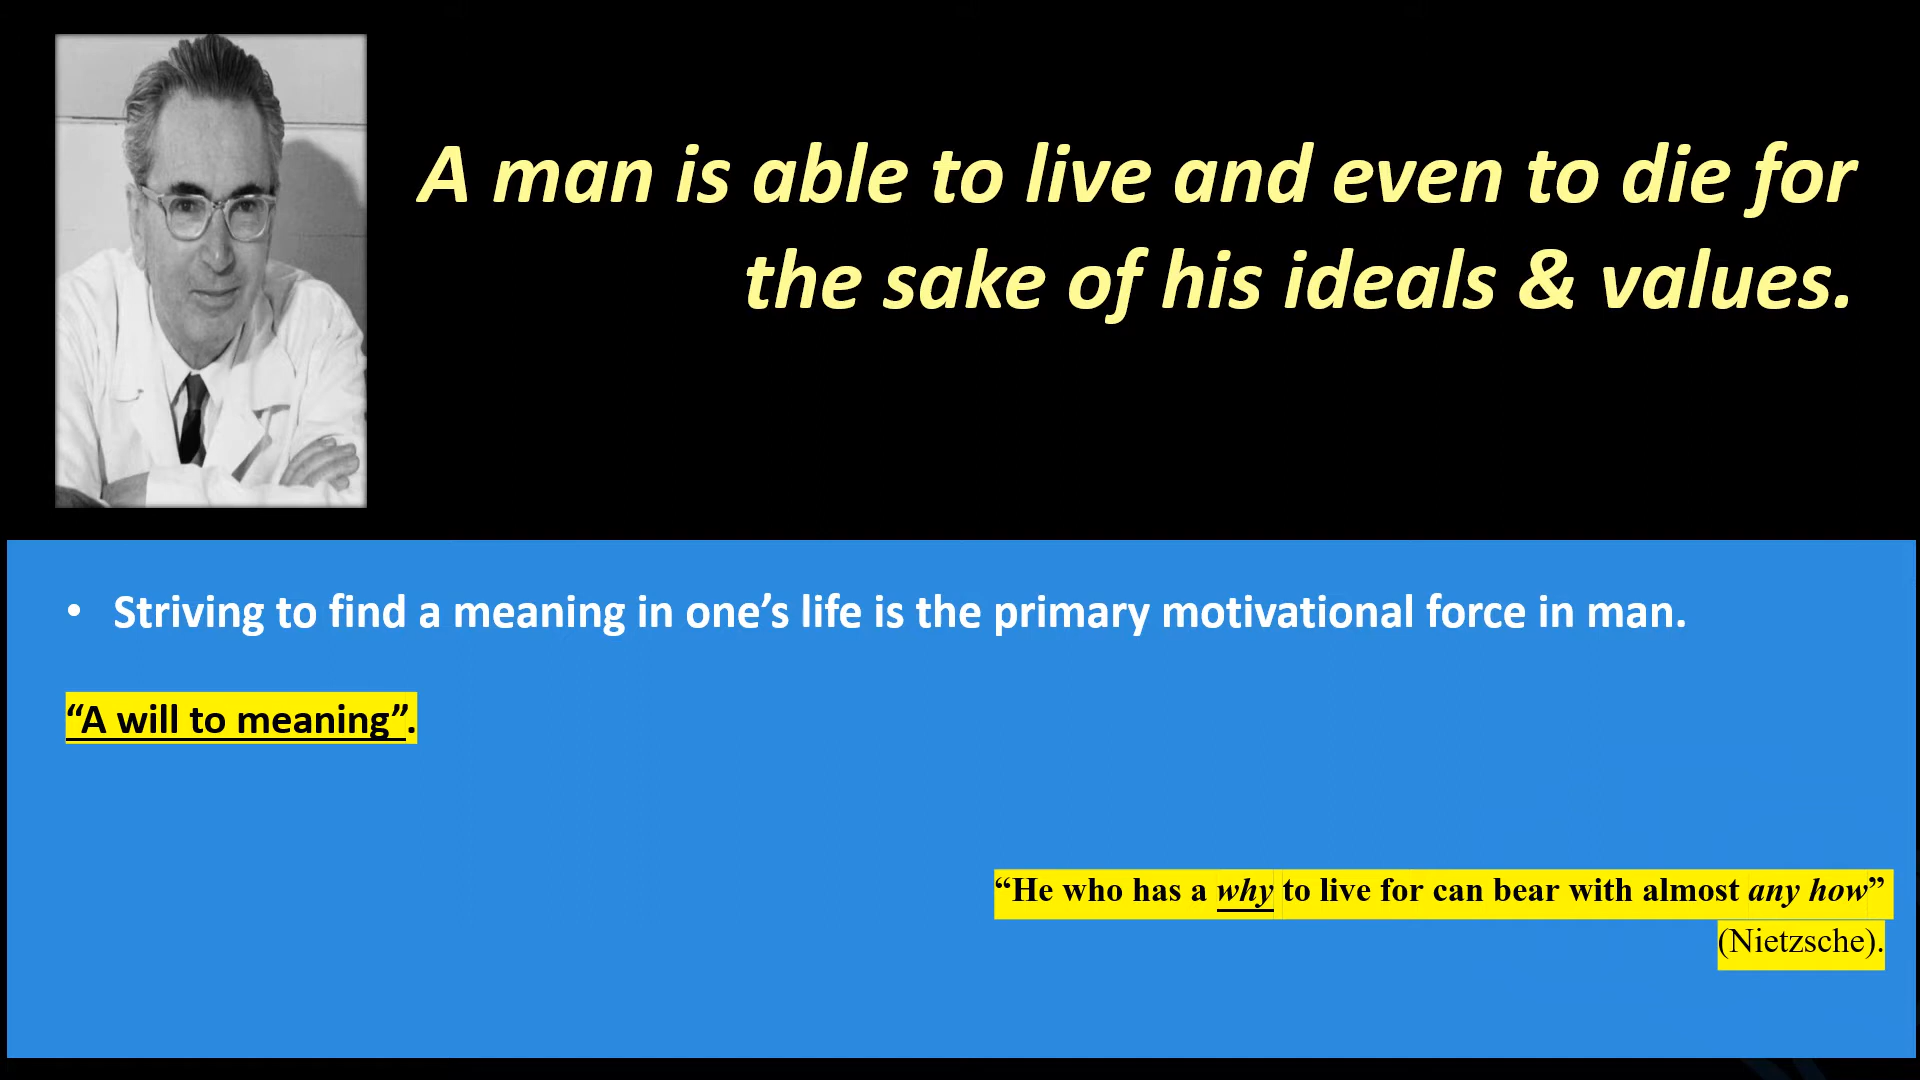 A man is able to live and even to die for
the sake of his ideals & values.
• Striving to find a meaning in one’s life is the primary motivational force in man.
“A will to meaning”.
“He who has a why to live for can bear with almost any how”
(Nietzsche).